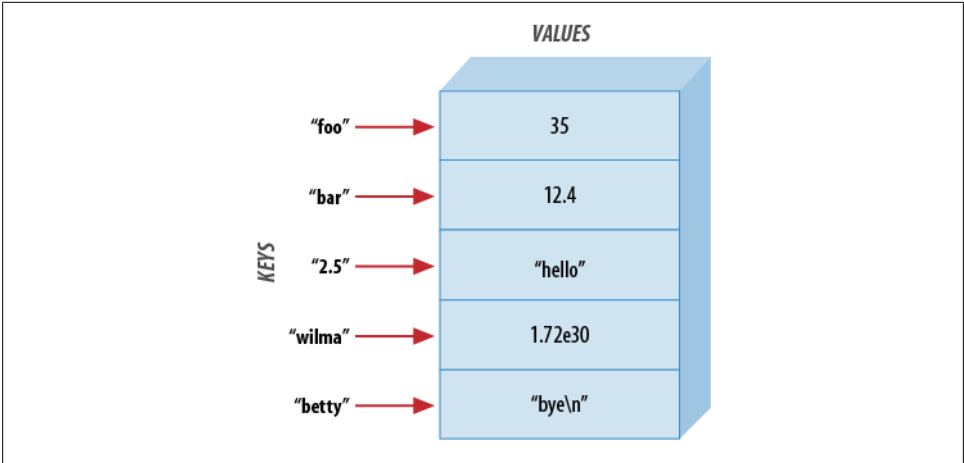 VALUES
“foo” 35
“bar” 12.4
KEYS
“2.5” “hello”
“wilma” 1.72e30
“betty” “bye\n”